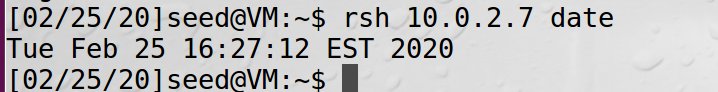 [02/25/20]seed@VM:~$ rsh 10.0.2.7 date
Tue Feb 25 16:27:12 EST 2020
[02/25/20]seed@VM:~$